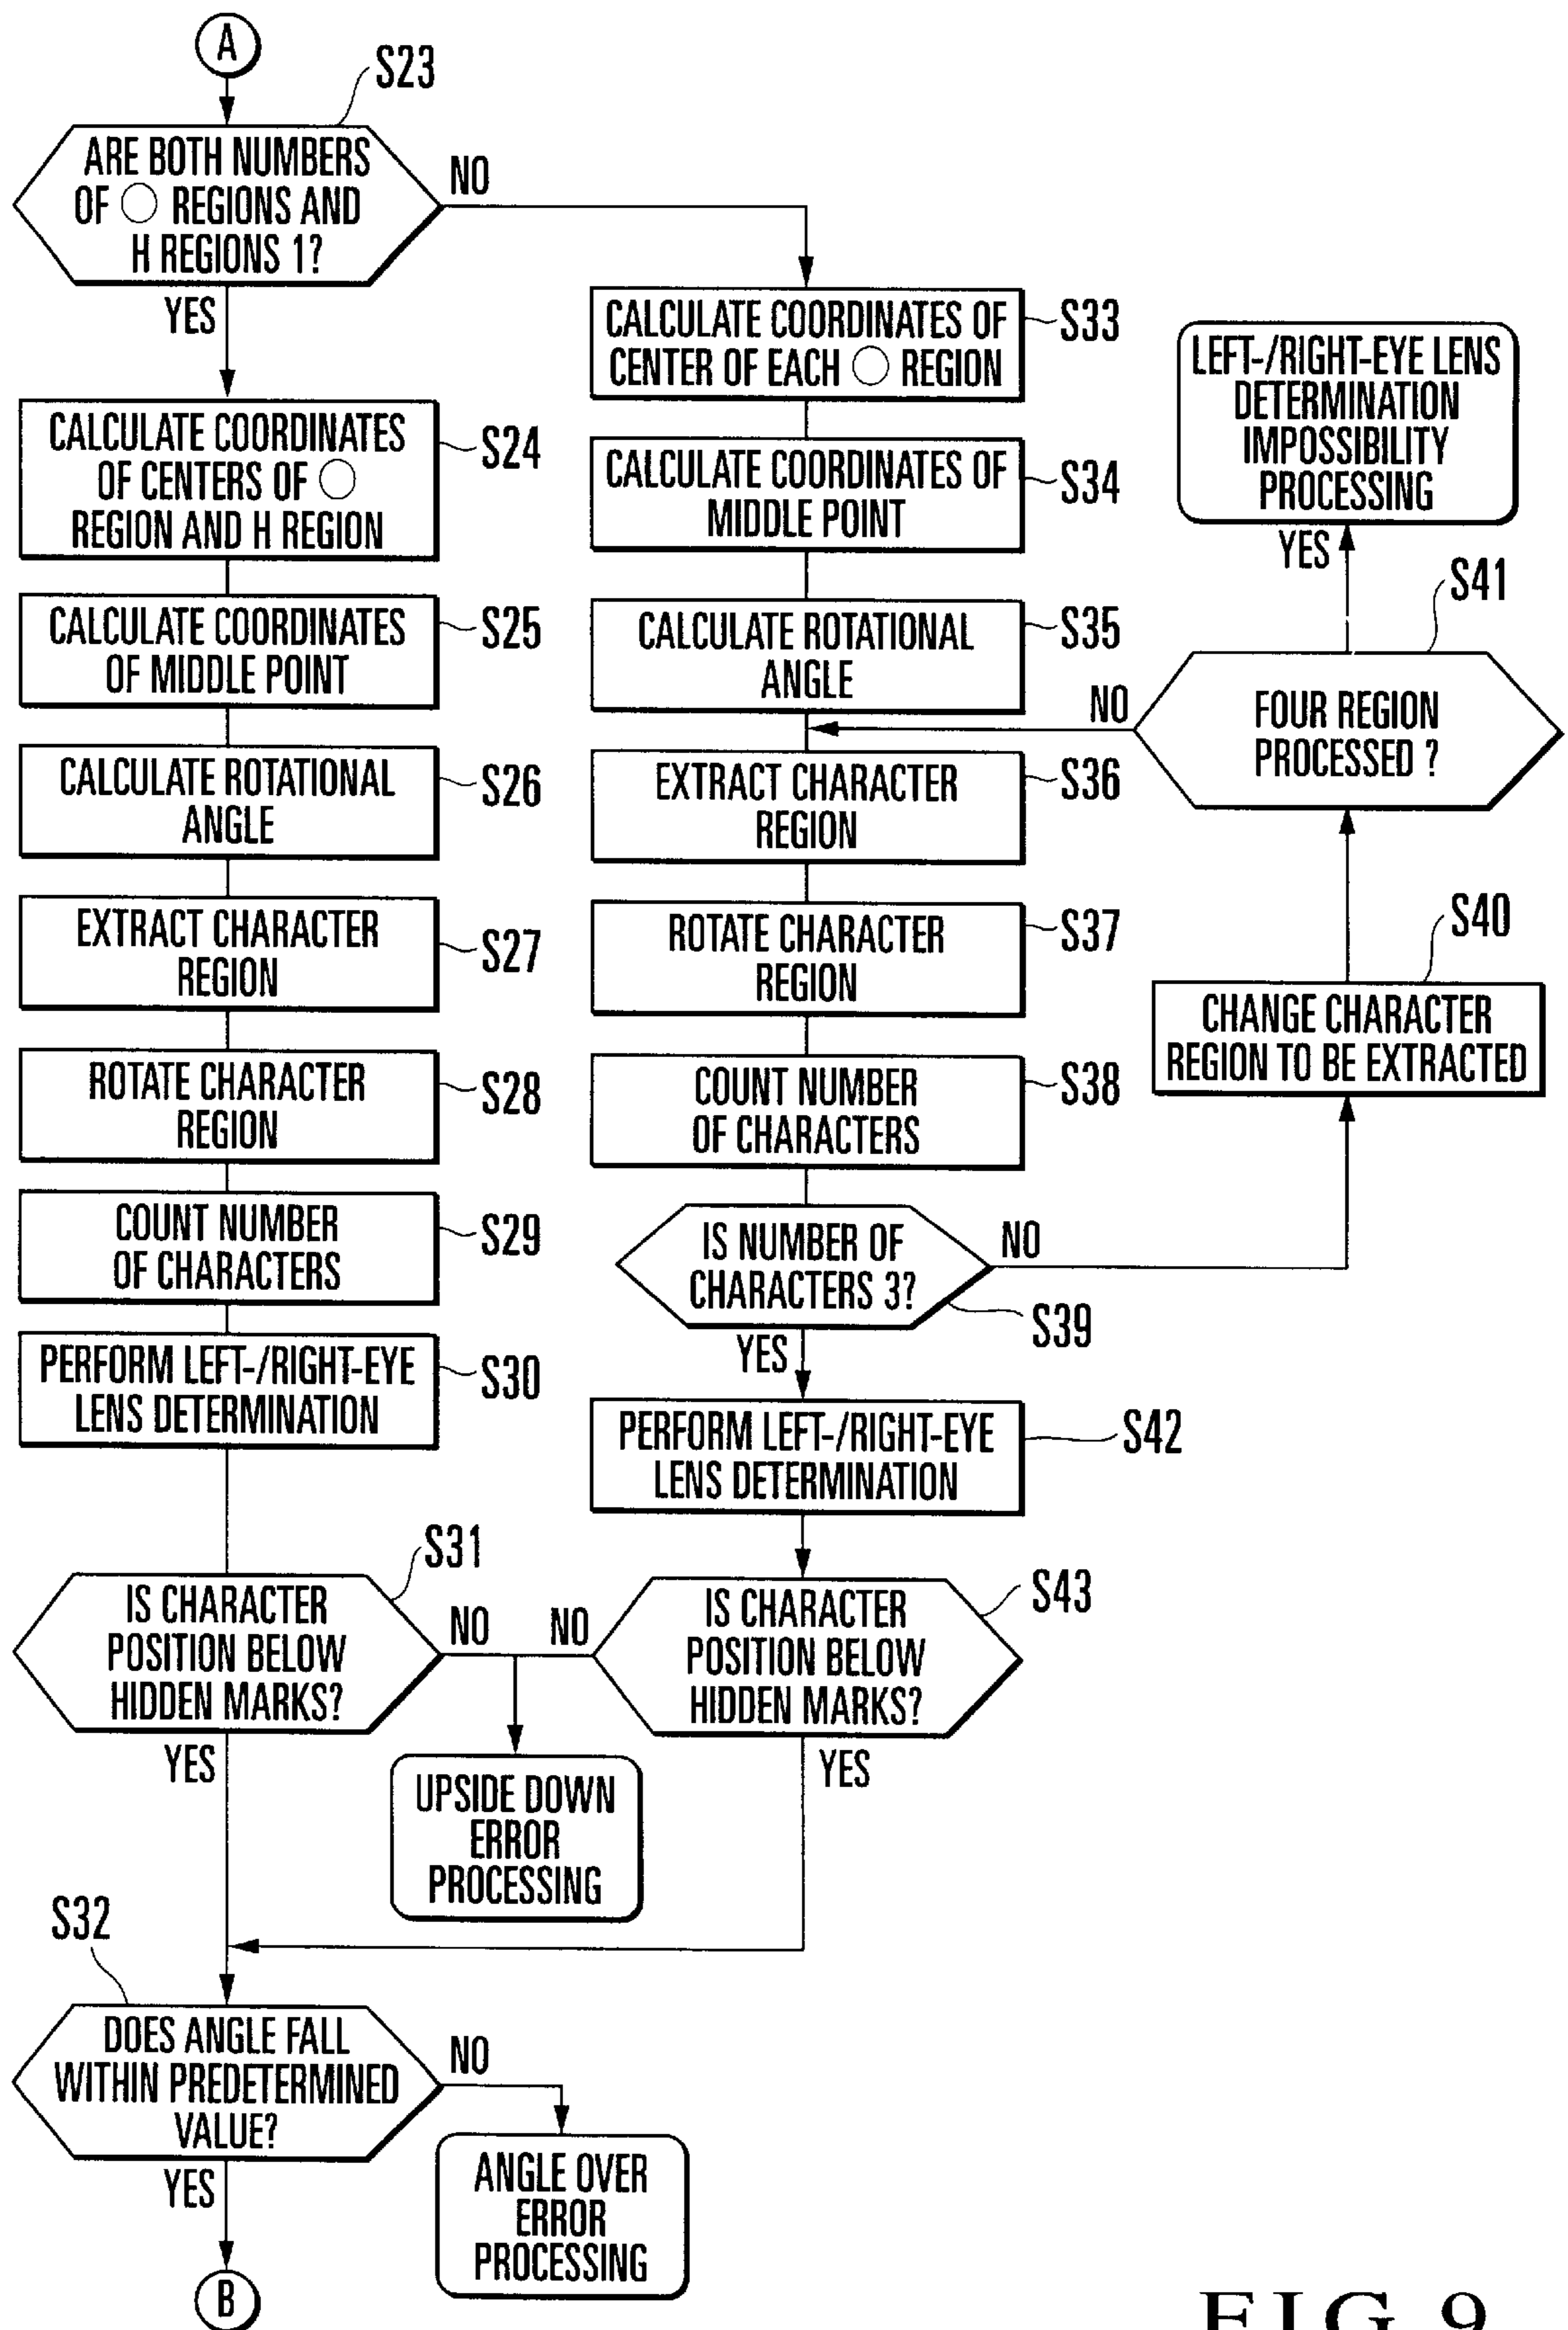 A
S23
ARE BOTH NUMBERS
OF ○ REGIONS AND
H REGIONS 1?
NO
YES
CALCULATE COORDINATES
OF CENTERS OF ○
REGION AND H REGION
S24
CALCULATE COORDINATES
OF MIDDLE POINT
S25
CALCULATE ROTATIONAL
ANGLE
S26
EXTRACT CHARACTER
REGION
S27
ROTATE CHARACTER
REGION
S28
COUNT NUMBER
OF CHARACTERS
S29
PERFORM LEFT-/RIGHT-EYE
LENS DETERMINATION
S30
S31
IS CHARACTER
POSITION BELOW
HIDDEN MARKS?
NO
YES
CALCULATE COORDINATES OF
CENTER OF EACH ○ REGION
S33
CALCULATE COORDINATES OF
MIDDLE POINT
S34
CALCULATE ROTATIONAL
ANGLE
S35
EXTRACT CHARACTER
REGION
S36
ROTATE CHARACTER
REGION
S37
COUNT NUMBER
OF CHARACTERS
S38
IS NUMBER OF
CHARACTERS 3?
NO
S39
YES
PERFORM LEFT-/RIGHT-EYE
LENS DETERMINATION
S42
S43
IS CHARACTER
POSITION BELOW
HIDDEN MARKS?
NO
YES
LEFT-/RIGHT-EYE LENS
DETERMINATION
IMPOSSIBILITY
PROCESSING
YES
S41
FOUR REGION
PROCESSED ?
NO
S40
CHANGE CHARACTER
REGION TO BE EXTRACTED
UPSIDE DOWN
ERROR
PROCESSING
S32
DOES ANGLE FALL
WITHIN PREDETERMINED
VALUE?
NO
YES
ANGLE OVER
ERROR
PROCESSING
B
FIG. 9